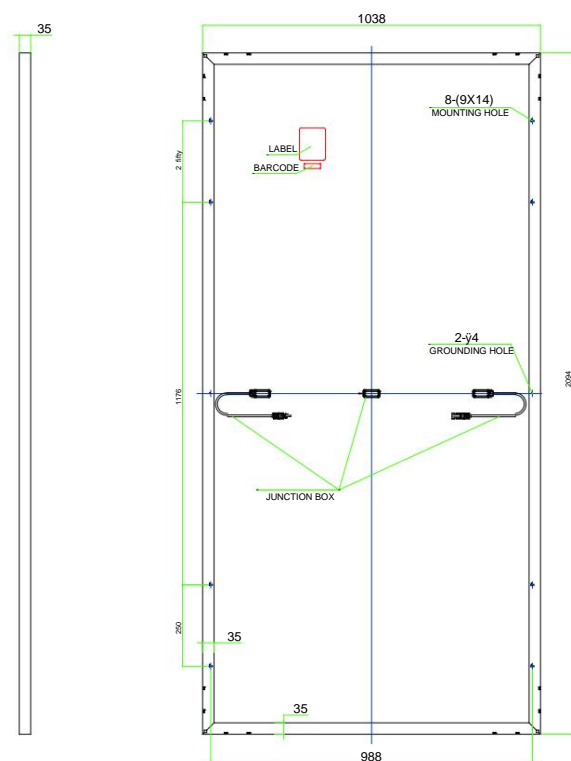 35
1038
8-(9X14)
MOUNTING HOLE
LABEL
BARCODE
2. fifty
2-ÿ4
GROUNDING HOLE
2094
1176
JUNCTION BOX
250
35
35
988